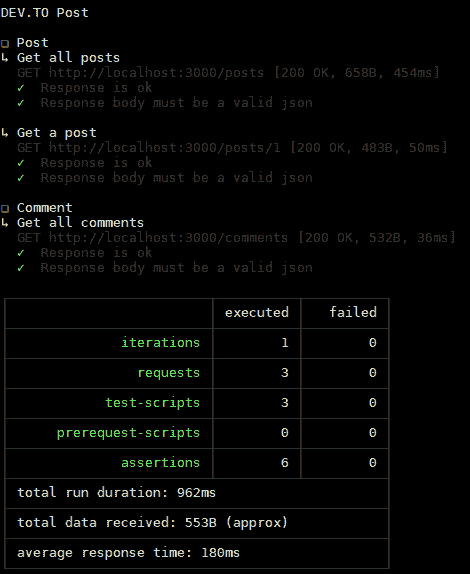 DEV.TO Post
❏ Post
↳ Get all posts
GET http://localhost:3000/posts [200 OK, 658B, 454ms]
✓ Response is ok
✓ Response body must be a valid json
↳ Get a post
GET http://localhost:3000/posts/1 [200 OK, 483B, 50ms]
✓ Response is ok
✓ Response body must be a valid json
❏ Comment
↳ Get all comments
GET http://localhost:3000/comments [200 OK, 532B, 36ms]
✓ Response is ok
✓ Response body must be a valid json
executed failed
iterations 1 0
requests 3 0
test-scripts 3 0
prerequest-scripts 0 0
assertions 6 0
total run duration: 962ms
total data received: 553B (approx)
average response time: 180ms